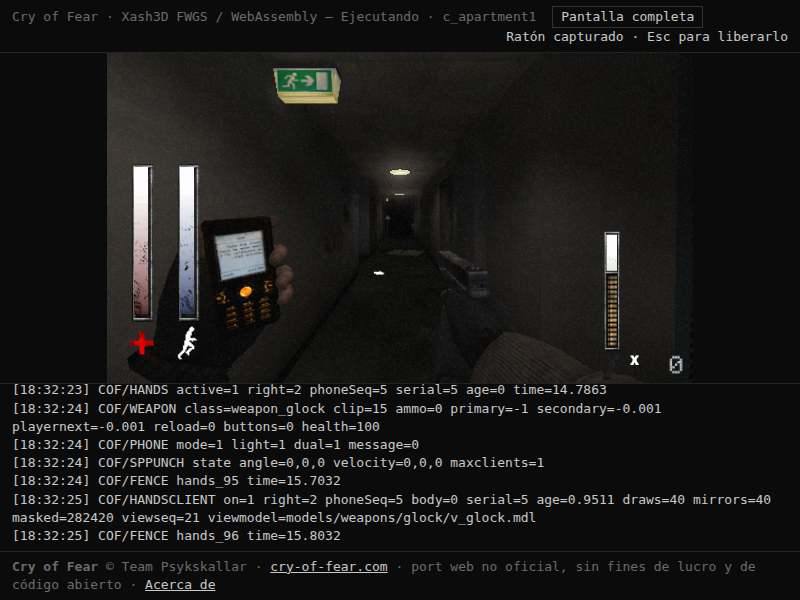 Cry of Fear · Xash3D FWGS / WebAssembly — Ejecutando · c_apartment1 Pantalla completa
Ratón capturado · Esc para liberarlo
x 0
[18:32:23] COF/HANDS active=1 right=2 phoneSeq=5 serial=5 age=0 time=14.7863
[18:32:24] COF/WEAPON class=weapon_glock clip=15 ammo=0 primary=-1 secondary=-0.001
playernext=-0.001 reload=0 buttons=0 health=100
[18:32:24] COF/PHONE mode=1 light=1 dual=1 message=0
[18:32:24] COF/SPPUNCH state angle=0,0,0 velocity=0,0,0 maxclients=1
[18:32:24] COF/FENCE hands_95 time=15.7032
[18:32:25] COF/HANDSCLIENT on=1 right=2 phoneSeq=5 body=0 serial=5 age=0.9511 draws=40 mirrors=40
masked=282420 viewseq=21 viewmodel=models/weapons/glock/v_glock.mdl
[18:32:25] COF/FENCE hands_96 time=15.8032
Cry of Fear © Team Psykskallar · cry-of-fear.com · port web no oficial, sin fines de lucro y de
código abierto · Acerca de